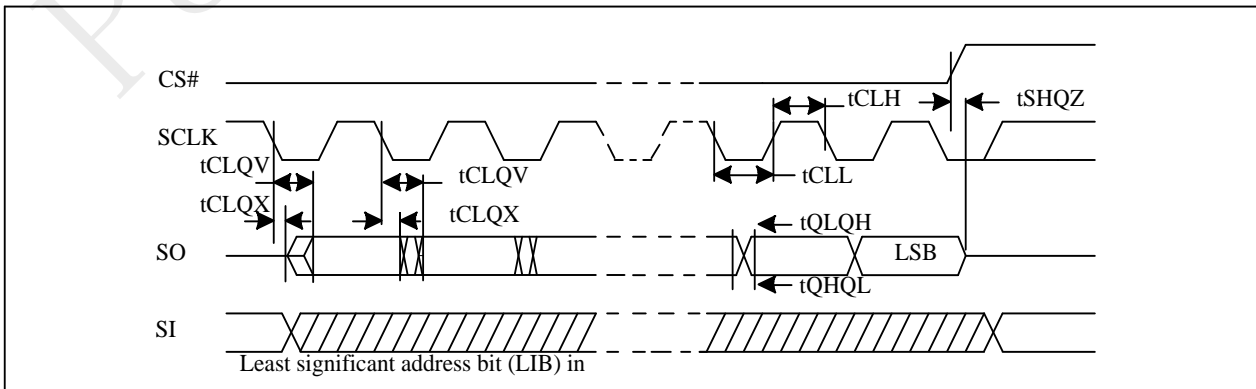 CS#
tCLH
tSHQZ
SCLK
tCLQV
tCLQV
tCLL
tCLQX
tCLQX
tQLQH
SO
LSB
tQHQL
SI
Least significant address bit (LIB) in